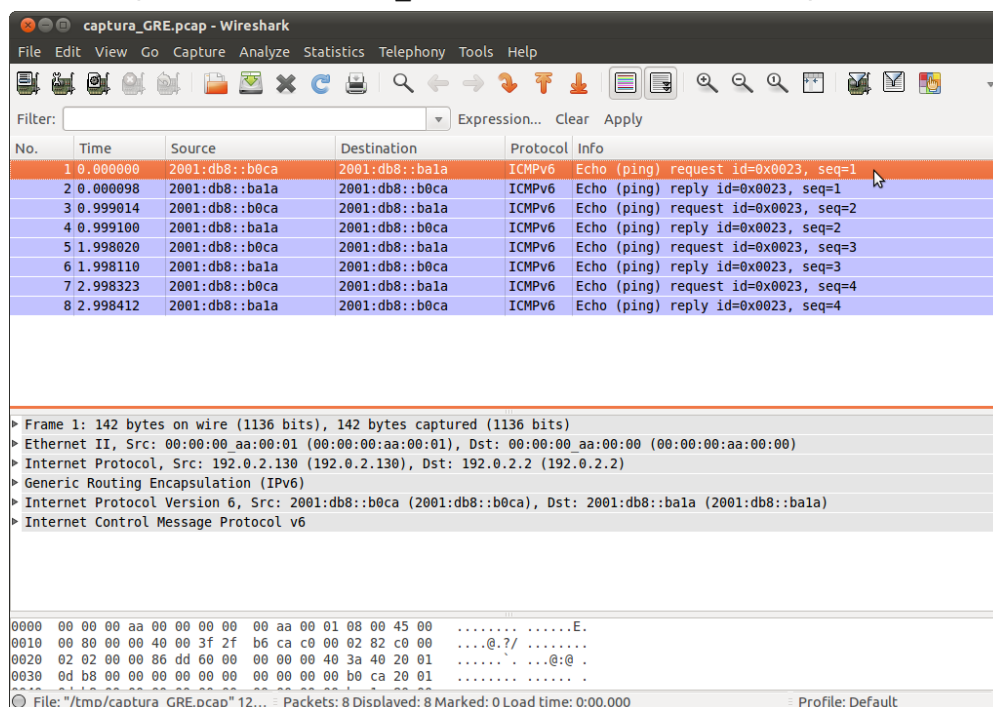 captura_GRE.pcap - Wireshark
File Edit View Go Capture Analyze Statistics Telephony Tools Help
Filter: Expression... Clear Apply
No. Time Source Destination Protocol Info
1 0.000000 2001:db8::b0ca 2001:db8::ba1a ICMPv6 Echo (ping) request id=0x0023, seq=1
2 0.000098 2001:db8::ba1a 2001:db8::b0ca ICMPv6 Echo (ping) reply id=0x0023, seq=1
3 0.999014 2001:db8::b0ca 2001:db8::ba1a ICMPv6 Echo (ping) request id=0x0023, seq=2
4 0.999100 2001:db8::ba1a 2001:db8::b0ca ICMPv6 Echo (ping) reply id=0x0023, seq=2
5 1.998020 2001:db8::b0ca 2001:db8::ba1a ICMPv6 Echo (ping) request id=0x0023, seq=3
6 1.998110 2001:db8::ba1a 2001:db8::b0ca ICMPv6 Echo (ping) reply id=0x0023, seq=3
7 2.998323 2001:db8::b0ca 2001:db8::ba1a ICMPv6 Echo (ping) request id=0x0023, seq=4
8 2.998412 2001:db8::ba1a 2001:db8::b0ca ICMPv6 Echo (ping) reply id=0x0023, seq=4
Frame 1: 142 bytes on wire (1136 bits), 142 bytes captured (1136 bits)
Ethernet II, Src: 00:00:00_aa:00:01 (00:00:00:aa:00:01), Dst: 00:00:00_aa:00:00 (00:00:00:aa:00:00)
Internet Protocol, Src: 192.0.2.130 (192.0.2.130), Dst: 192.0.2.2 (192.0.2.2)
Generic Routing Encapsulation (IPv6)
Internet Protocol Version 6, Src: 2001:db8::b0ca (2001:db8::b0ca), Dst: 2001:db8::ba1a (2001:db8::ba1a)
Internet Control Message Protocol v6
0000 00 00 00 aa 00 00 00 00 00 aa 00 01 08 00 45 00 ........ ......E.
0010 00 80 00 00 40 00 3f 2f b6 ca c0 00 02 82 c0 00 ....@.?/ ........
0020 02 02 00 00 86 dd 60 00 00 00 00 40 3a 40 20 01 ......`. ...@:@ .
0030 0d b8 00 00 00 00 00 00 00 00 00 00 b0 ca 20 01 ........ ...... .
File: "/tmp/captura_GRE.pcap" 12... Packets: 8 Displayed: 8 Marked: 0 Load time: 0:00.000 Profile: Default